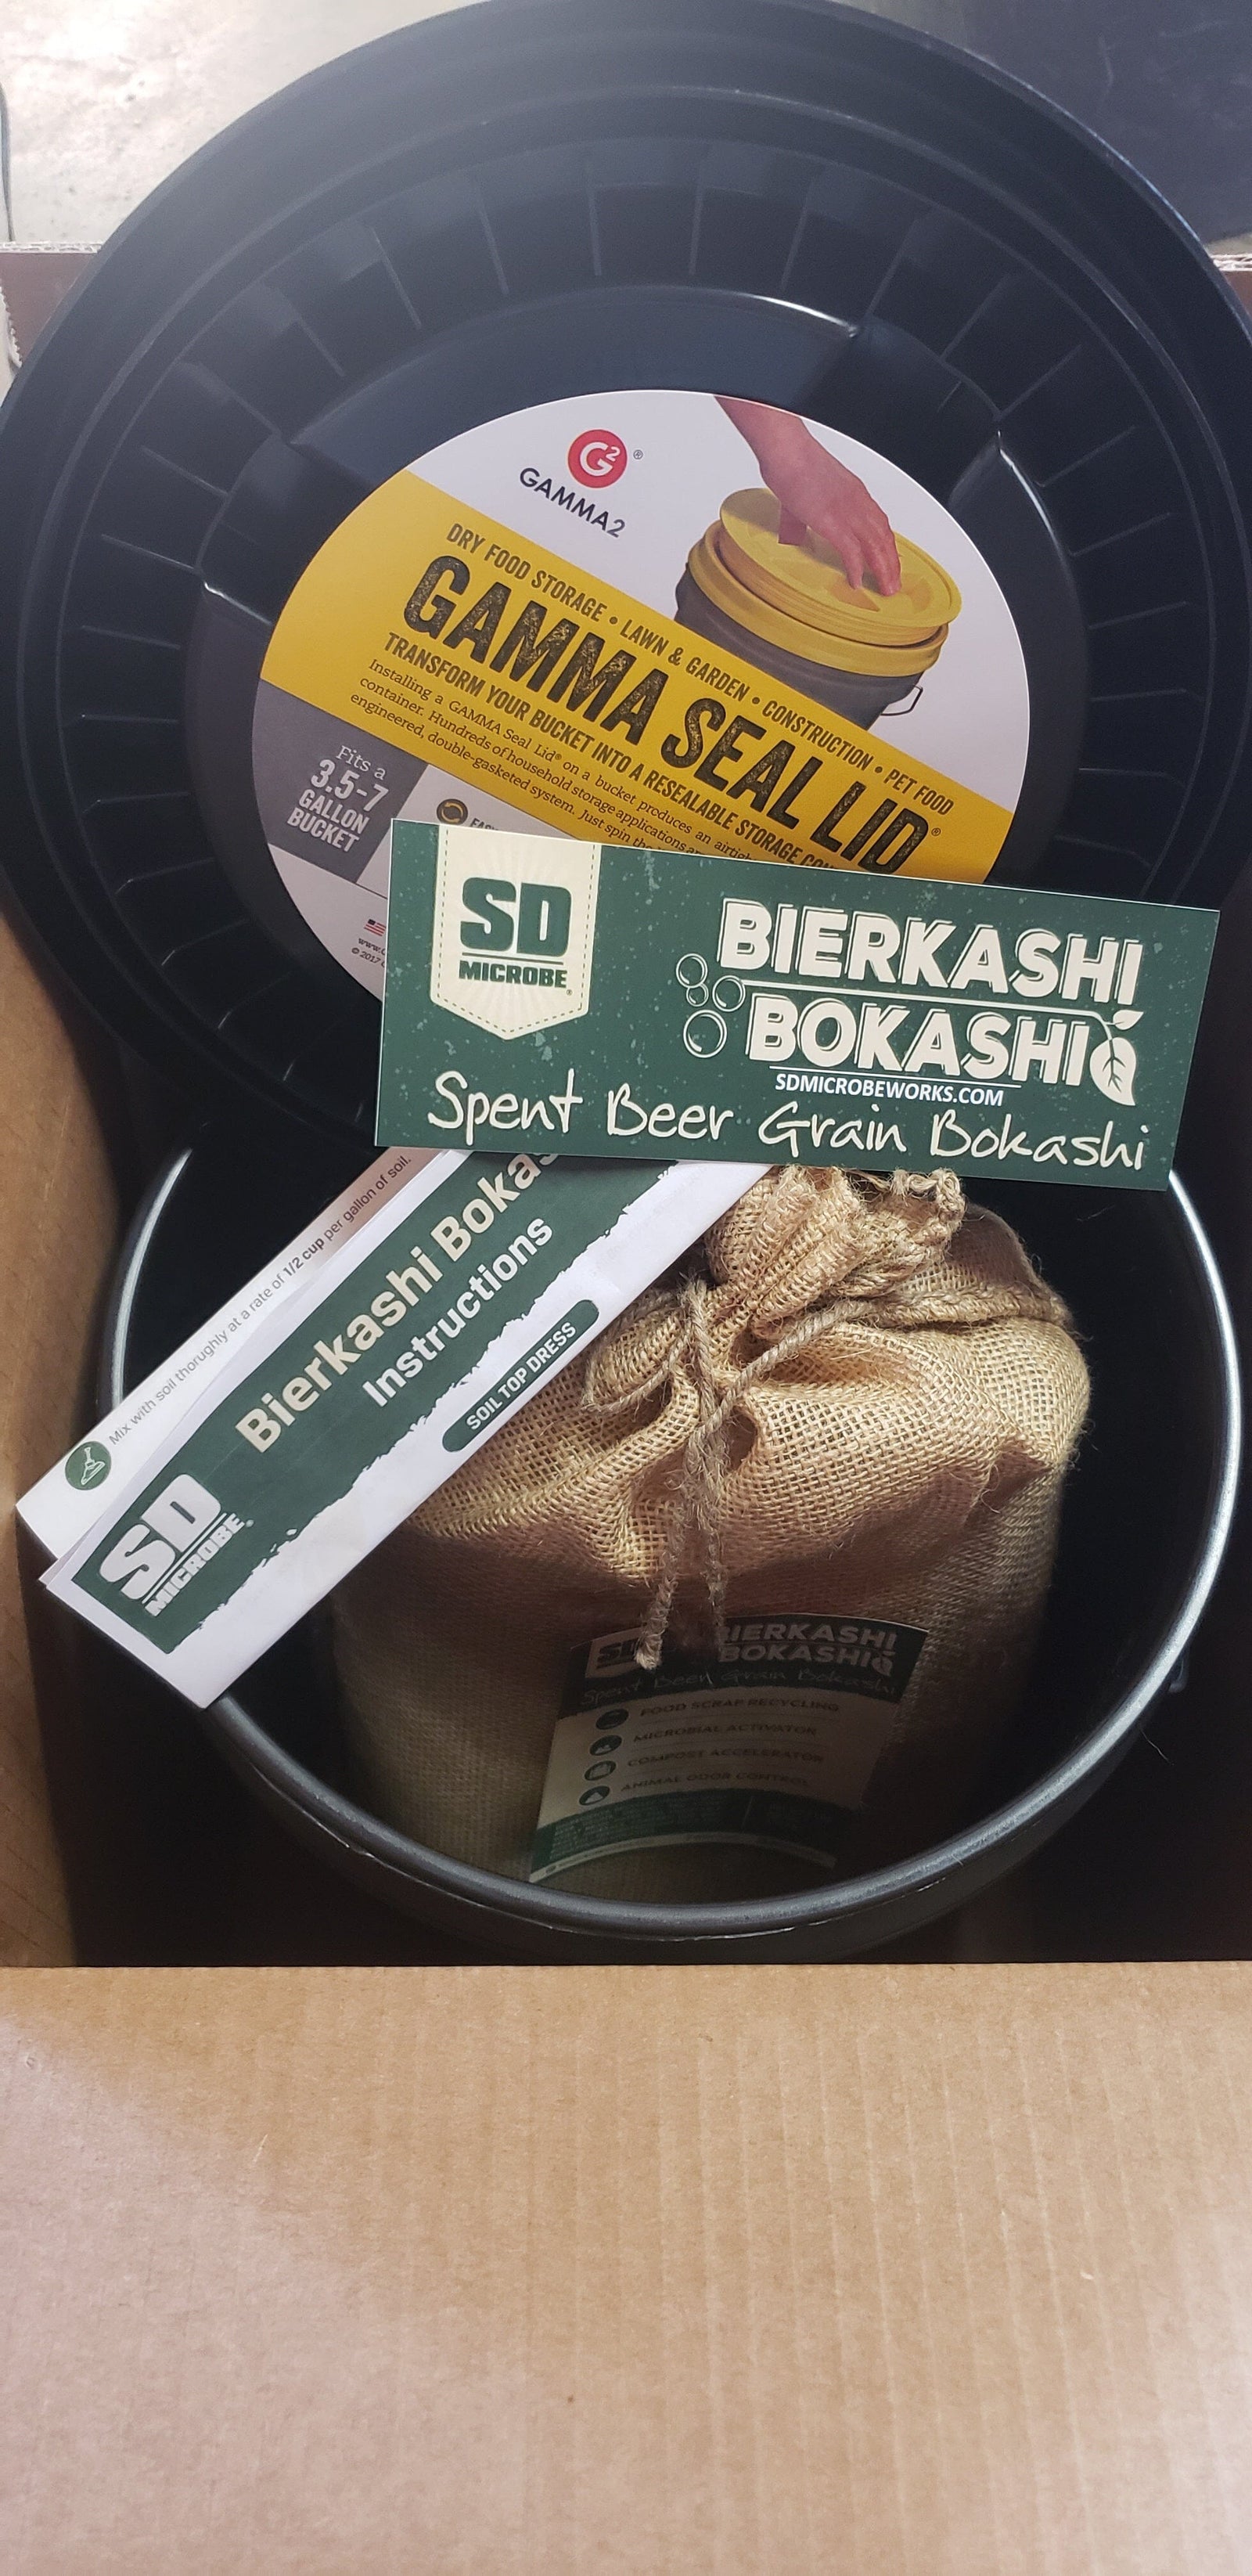 G2®
GAMMA2
DRY FOOD STORAGE • LAWN & GARDEN • CONSTRUCTION • PET FOOD
GAMMA SEAL LID®
TRANSFORM YOUR BUCKET INTO A RESEALABLE STORAGE
Installing a GAMMA Seal Lid® on a bucket produces an
container. Hundreds of household storage applications
engineered, double-gasketed system. Just spin the
Fits a
3.5-7
GALLON
BUCKET
© 2017
SD
MICROBE®
BIERKASHI
BOKASHI
SDMICROBEWORKS.COM
Spent Beer Grain Bokashi
Mix with soil thoroughly at a rate of 1/2 cup per gallon of soil.
Bierkashi
Instructions
SOIL TOP DRESS
SD
MICROBE®
BIERKASHI
BOKASHI
Spent Beer Grain Bokashi
FOOD SCRAP RECYCLING
MICROBIAL ACTIVATOR
COMPOST ACCELERATOR
ANIMAL ODOR CONTROL